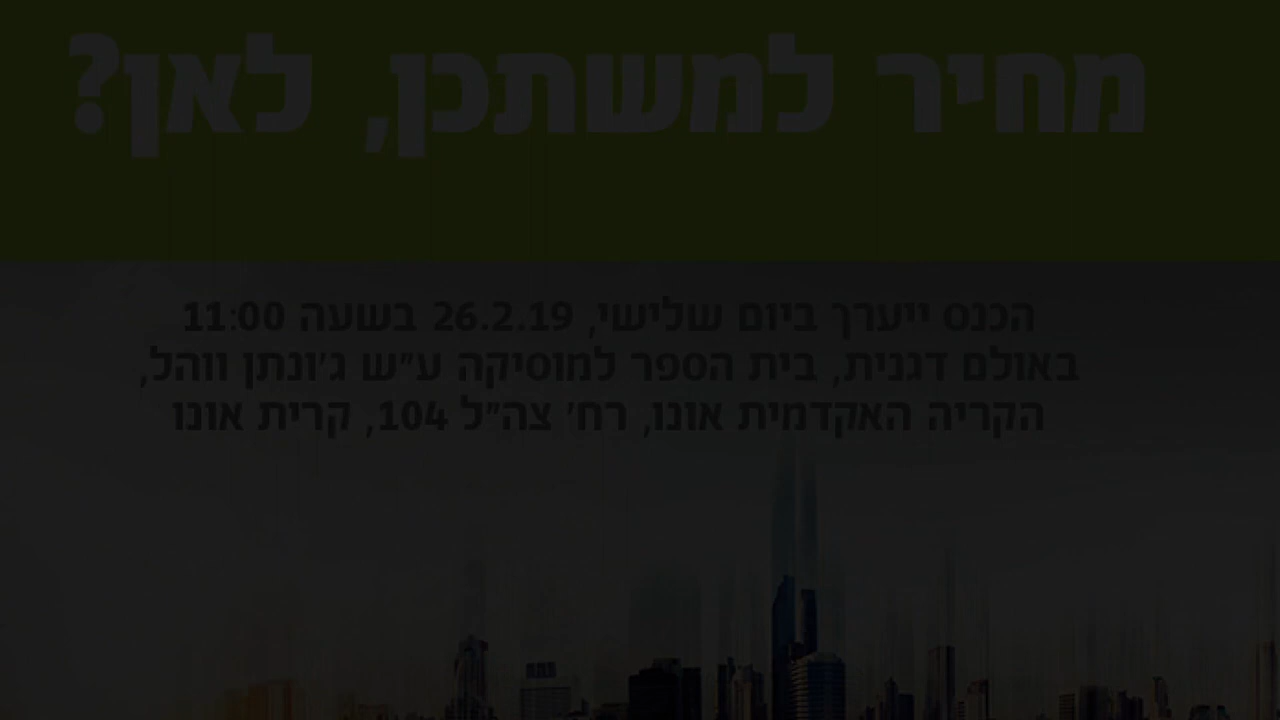 מחיר למשתכן, לאן?
הכנס ייערך ביום שלישי, 26.2.19 בשעה 11:00
באולם דגנית, בית הספר למוסיקה ע"ש ג'ונתן ווהל,
הקריה האקדמית אונו, רח' צה"ל 104, קרית אונו